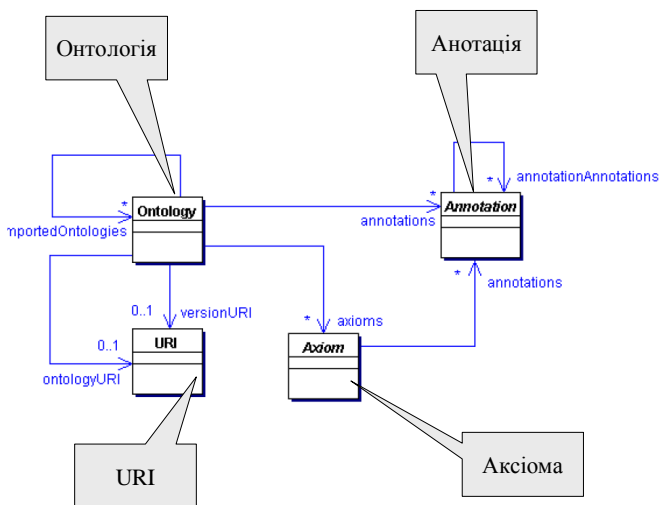 Онтологія
Анотація
*
annotationAnnotations
*
Ontology
*
Annotation
mportedOntologies
annotations
*
annotations
0..1
versionURI
*
axioms
0..1
URI
Axiom
ontologyURI
URI
Аксіома